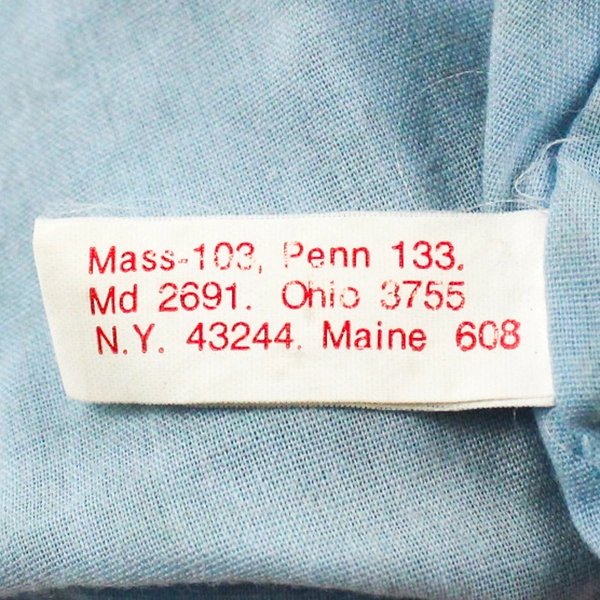 Mass-103, Penn 133.
Md 2691. Ohio 3755
N.Y. 43244. Maine 608